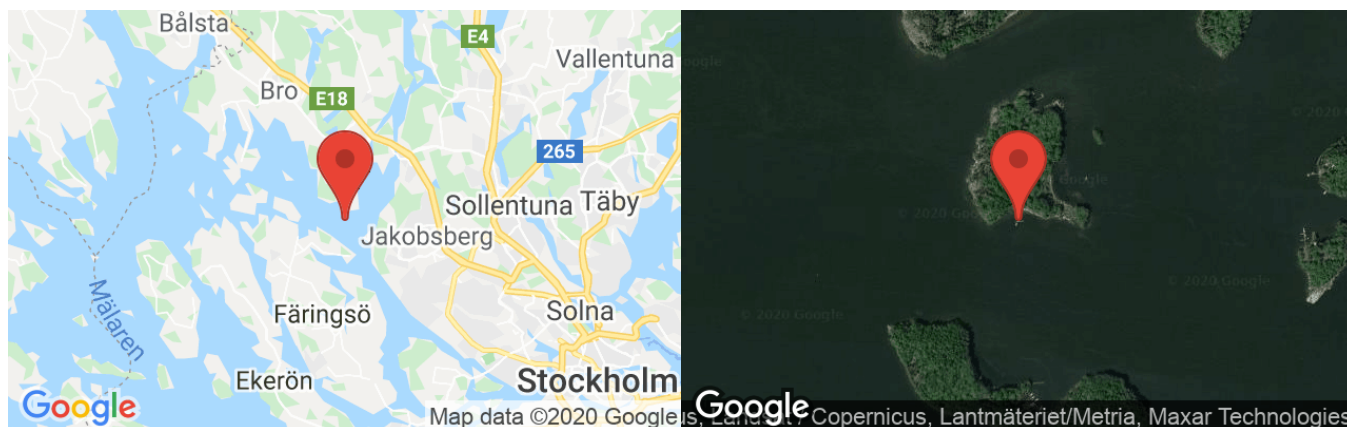 Bålsta
E4
Vallentuna
Bro
E18
265
Sollentuna
Täby
Jakobsberg
Färingsö
Solna
Mälaren
Ekerön
Stockholm
Google
Map data ©2020 Google
Google
© 2020
© 2020 Google
© 2020 Google
© 2020 Google
/ Copernicus, Lantmäteriet/Metria, Maxar Technologies